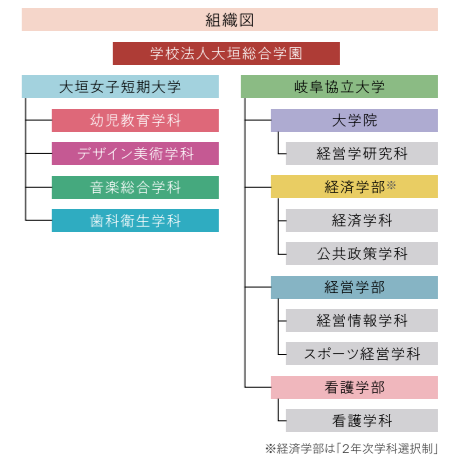 組織図
学校法人大垣総合学園
大垣女子短期大学
幼児教育学科
デザイン美術学科
音楽総合学科
歯科衛生学科
岐阜協立大学
大学院
経営学研究科
経済学部※
経済学科
公共政策学科
経営学部
経営情報学科
スポーツ経営学科
看護学部
看護学科
※経済学部は「2年次学科選択制」